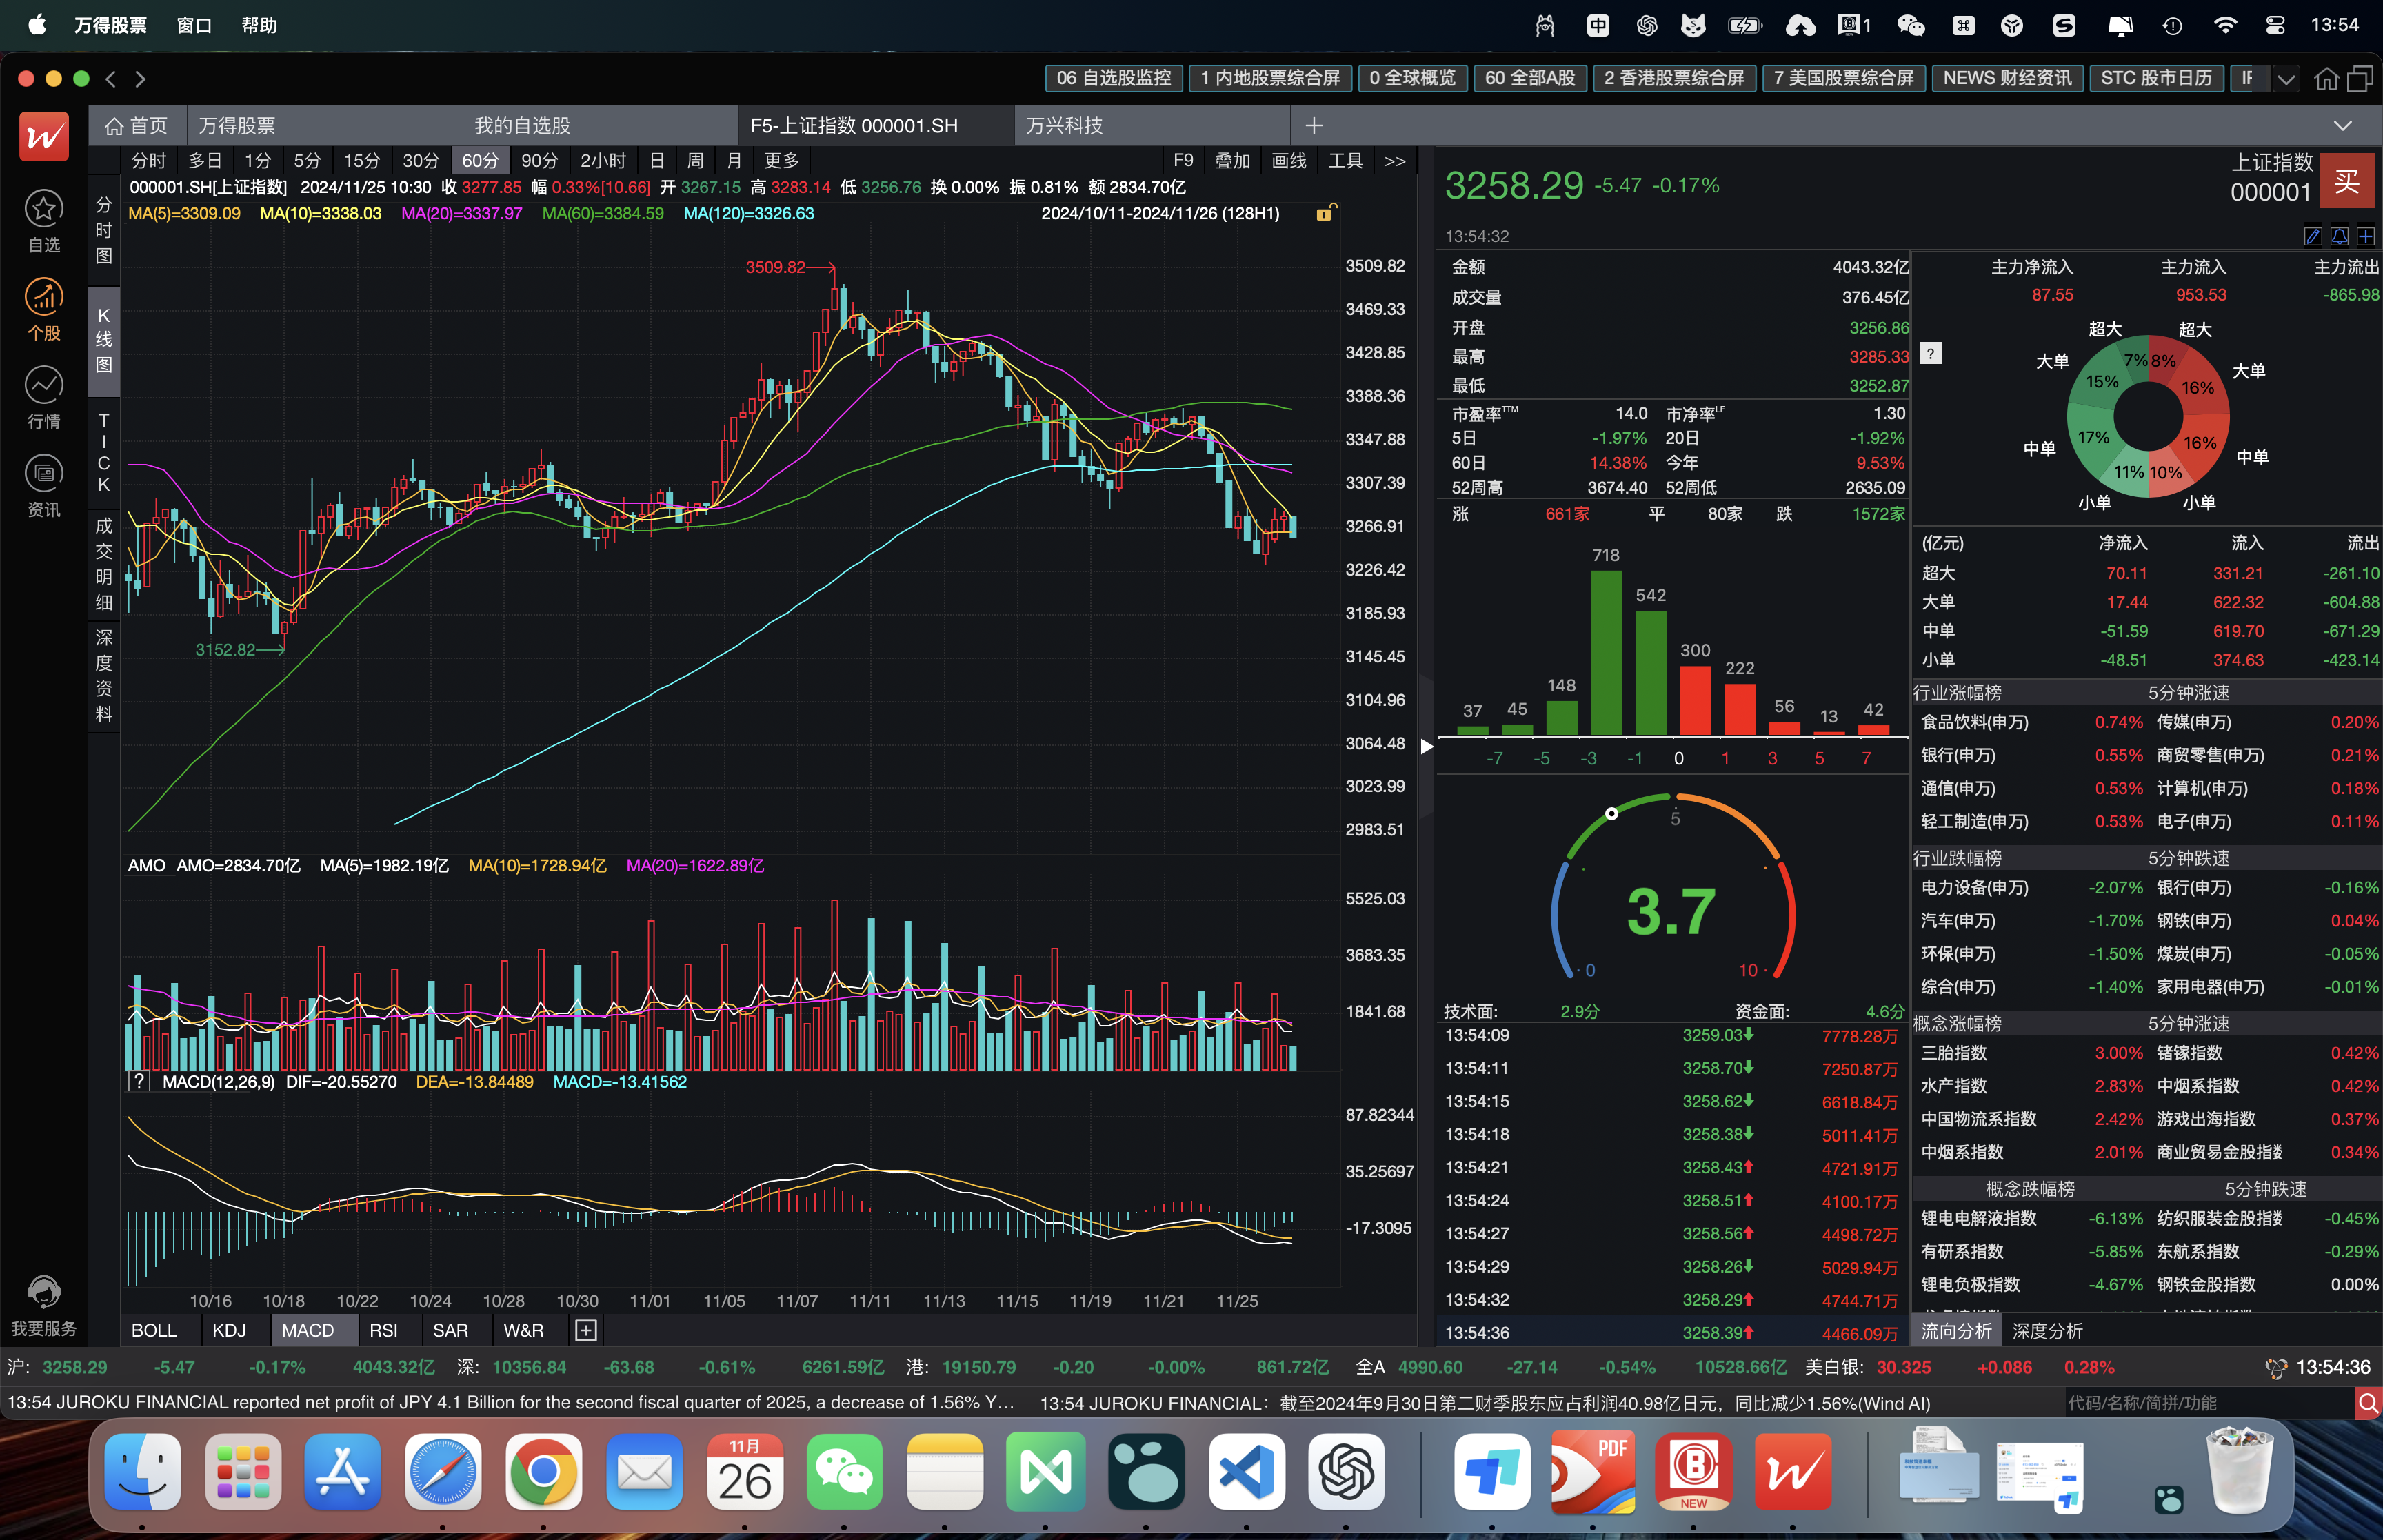 万得股票 窗口 帮助 1 13:54
06 自选股监控 1 内地股票综合屏 0 全球概览 60 全部A股 2 香港股票综合屏 7 美国股票综合屏 NEWS 财经资讯 STC 股市日历
首页 万得股票 我的自选股 F5-上证指数 000001.SH 万兴科技
分时 多日 1分 5分 15分 30分 60分 90分 2小时 日 周 月 更多 F9 叠加 画线 工具 >>
000001.SH[上证指数] 2024/11/25 10:30 收 3277.85 幅 0.33%[10.66] 开 3267.15 高 3283.14 低 3256.76 换 0.00% 振 0.81% 额 2834.70亿
MA(5)=3309.09 MA(10)=3338.03 MA(20)=3337.97 MA(60)=3384.59 MA(120)=3326.63 2024/10/11-2024/11/26 (128H1)
自选
个股
行情
资讯
我要服务
分时图
K线图
TICK
成交明细
深度资料
3509.82
3152.82
3509.82
3469.33
3428.85
3388.36
3347.88
3307.39
3266.91
3226.42
3185.93
3145.45
3104.96
3064.48
3023.99
2983.51
AMO AMO=2834.70亿 MA(5)=1982.19亿 MA(10)=1728.94亿 MA(20)=1622.89亿
5525.03
3683.35
1841.68
? MACD(12,26,9) DIF=-20.55270 DEA=-13.84489 MACD=-13.41562
87.82344
35.25697
-17.3095
10/16 10/18 10/22 10/24 10/28 10/30 11/01 11/05 11/07 11/11 11/13 11/15 11/19 11/21 11/25
BOLL KDJ MACD RSI SAR W&R
3258.29 -5.47 -0.17%
上证指数
000001
买
13:54:32
金额 4043.32亿
成交量 376.45亿
开盘 3256.86
最高 3285.33
最低 3252.87
市盈率TTM 14.0 市净率LF 1.30
5日 -1.97% 20日 -1.92%
60日 14.38% 今年 9.53%
52周高 3674.40 52周低 2635.09
涨 661家 平 80家 跌 1572家
37 45 148 718 542 300 222 56 13 42
-7 -5 -3 -1 0 1 3 5 7
5
3.7
0 10
技术面: 2.9分 资金面: 4.6分
13:54:09 3259.03 7778.28万
13:54:11 3258.70 7250.87万
13:54:15 3258.62 6618.84万
13:54:18 3258.38 5011.41万
13:54:21 3258.43 4721.91万
13:54:24 3258.51 4100.17万
13:54:27 3258.56 4498.72万
13:54:29 3258.26 5029.94万
13:54:32 3258.29 4744.71万
13:54:36 3258.39 4466.09万
主力净流入 主力流入 主力流出
87.55 953.53 -865.98
?
超大 超大
大单 7% 8% 大单
15% 16%
中单 17% 16% 中单
11% 10%
小单 小单
(亿元) 净流入 流入 流出
超大 70.11 331.21 -261.10
大单 17.44 622.32 -604.88
中单 -51.59 619.70 -671.29
小单 -48.51 374.63 -423.14
行业涨幅榜 5分钟涨速
食品饮料(申万) 0.74% 传媒(申万) 0.20%
银行(申万) 0.55% 商贸零售(申万) 0.21%
通信(申万) 0.53% 计算机(申万) 0.18%
轻工制造(申万) 0.53% 电子(申万) 0.11%
行业跌幅榜 5分钟跌速
电力设备(申万) -2.07% 银行(申万) -0.16%
汽车(申万) -1.70% 钢铁(申万) 0.04%
环保(申万) -1.50% 煤炭(申万) -0.05%
综合(申万) -1.40% 家用电器(申万) -0.01%
概念涨幅榜 5分钟涨速
三胎指数 3.00% 锗镓指数 0.42%
水产指数 2.83% 中烟系指数 0.42%
中国物流系指数 2.42% 游戏出海指数 0.37%
中烟系指数 2.01% 商业贸易金股指数 0.34%
概念跌幅榜 5分钟跌速
锂电电解液指数 -6.13% 纺织服装金股指数 -0.45%
有研系指数 -5.85% 东航系指数 -0.29%
锂电负极指数 -4.67% 钢铁金股指数 0.00%
流向分析 深度分析
沪: 3258.29 -5.47 -0.17% 4043.32亿 深: 10356.84 -63.68 -0.61% 6261.59亿 港: 19150.79 -0.20 -0.00% 861.72亿 全A 4990.60 -27.14 -0.54% 10528.66亿 美白银: 30.325 +0.086 0.28% 13:54:36
13:54 JUROKU FINANCIAL reported net profit of JPY 4.1 Billion for the second fiscal quarter of 2025, a decrease of 1.56% Y… 13:54 JUROKU FINANCIAL：截至2024年9月30日第二财季股东应占利润40.98亿日元，同比减少1.56%(Wind AI) 代码/名称/简拼/功能
11月
26
PDF
NEW